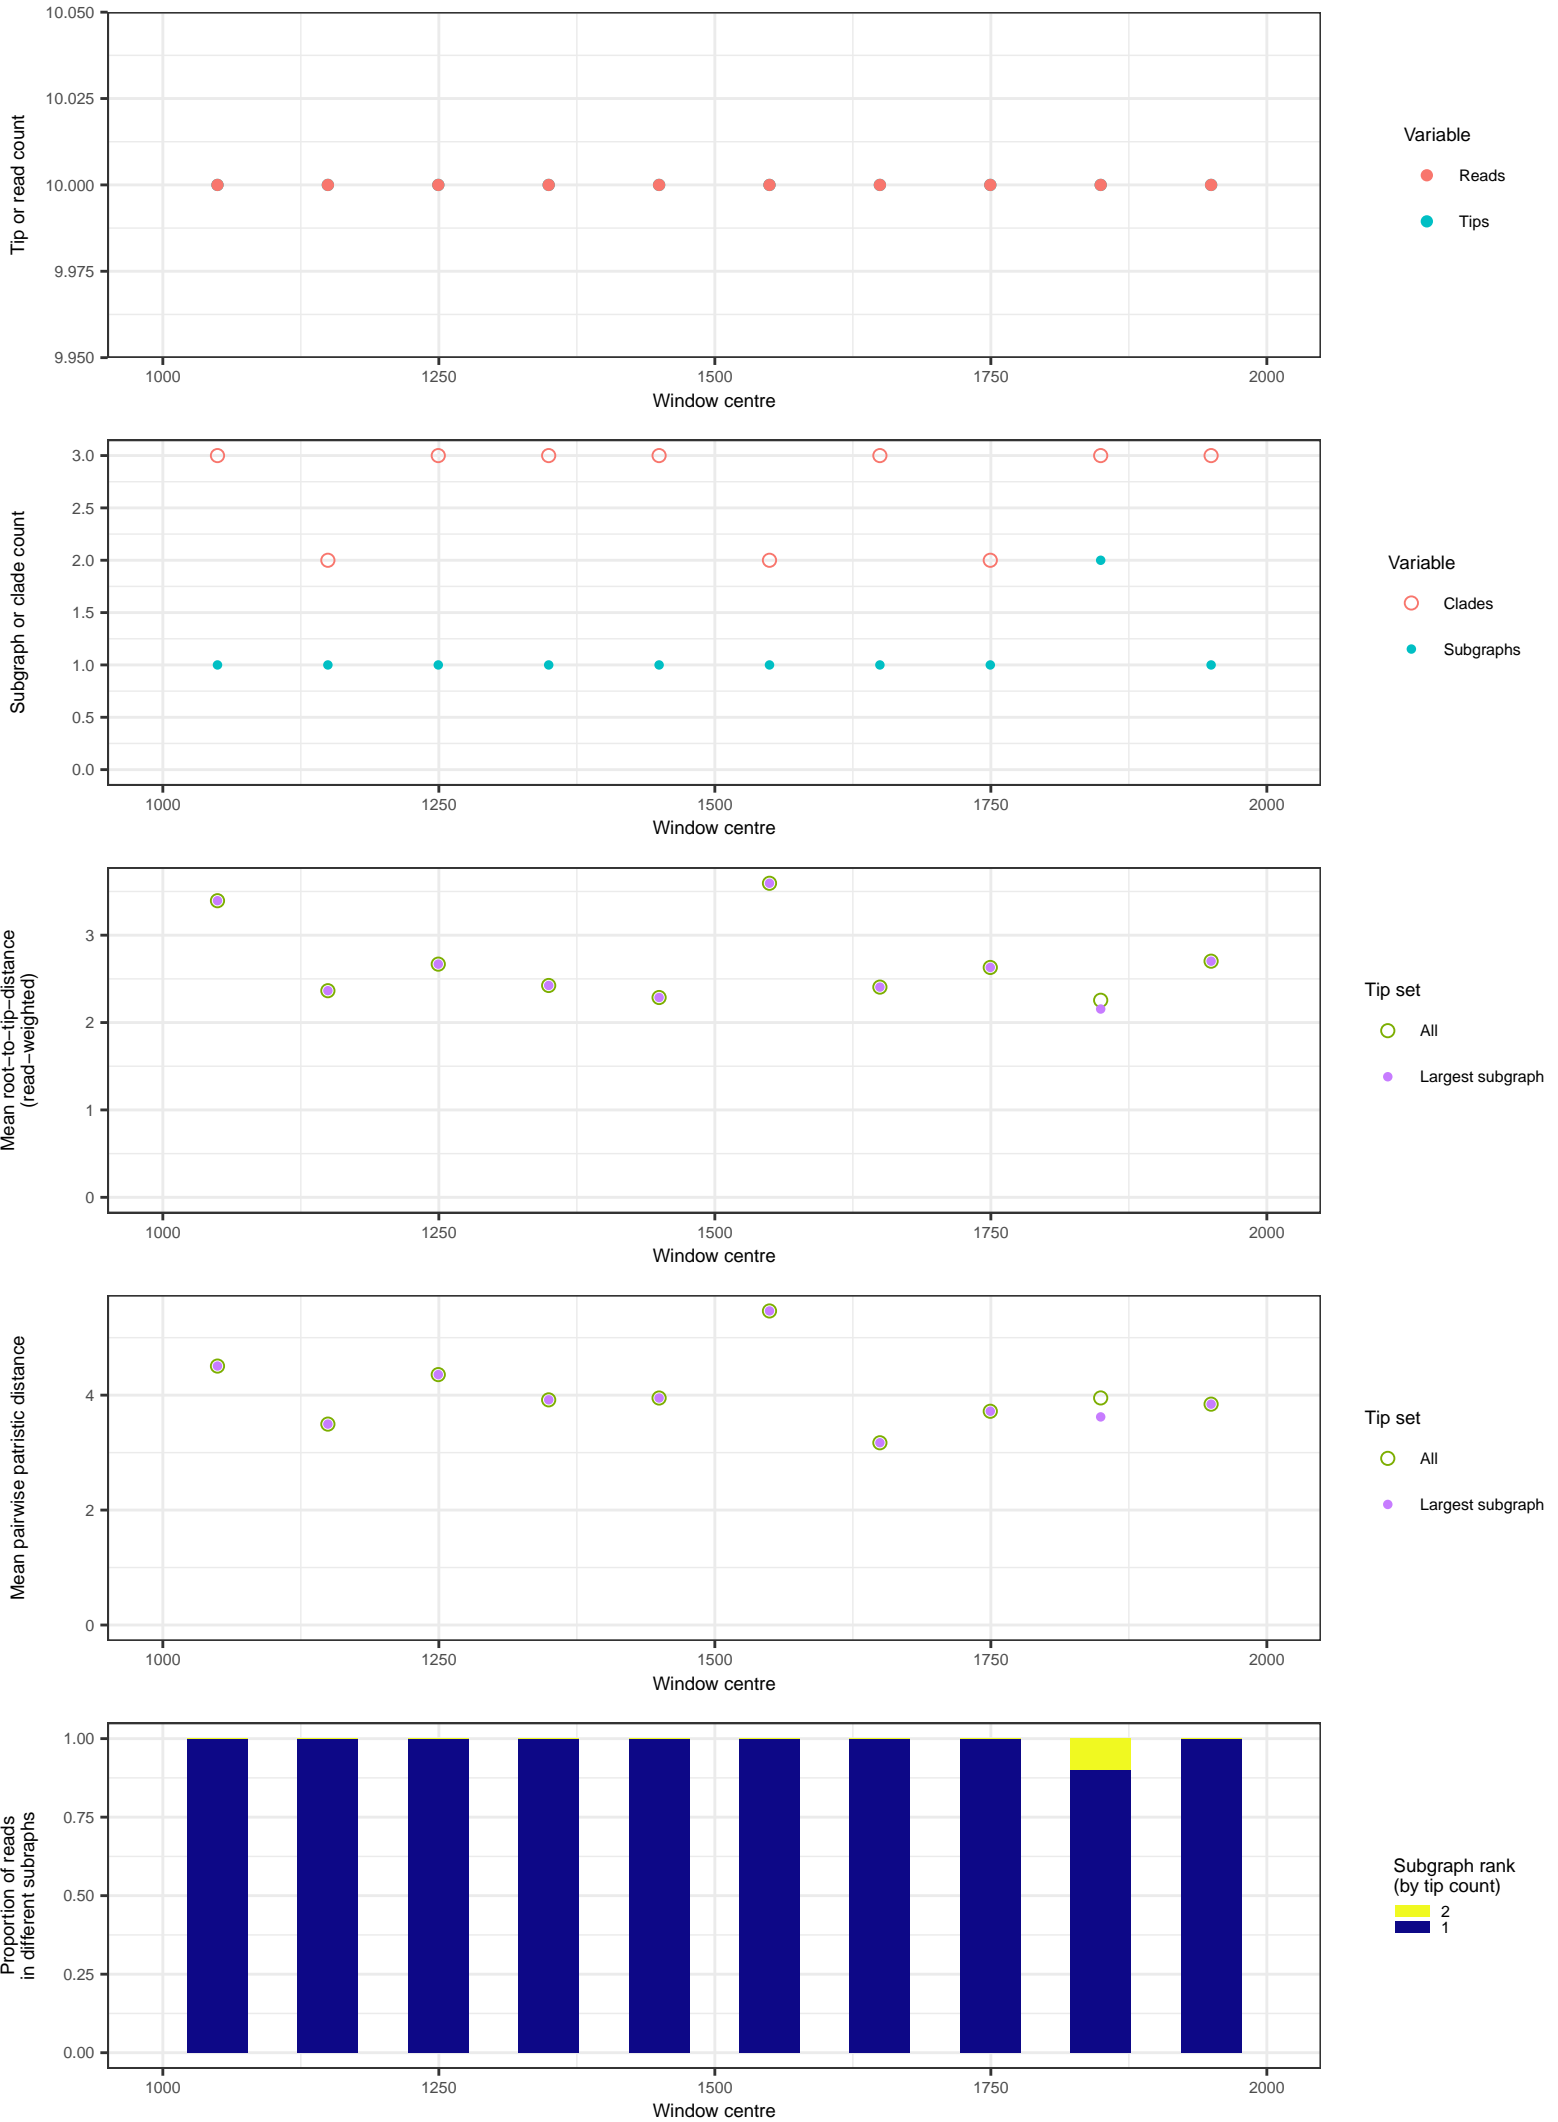 10.050
10.025
10.000
9.975
9.950
Tip or read count
1000 1250 1500 1750 2000
Window centre
Variable
Reads
Tips
3.0
2.5
2.0
1.5
1.0
0.5
0.0
Subgraph or clade count
1000 1250 1500 1750 2000
Window centre
Variable
Clades
Subgraphs
3
2
1
0
Mean root−to−tip−distance
(read−weighted)
1000 1250 1500 1750 2000
Window centre
Tip set
All
Largest subgraph
4
2
0
Mean pairwise patristic distance
1000 1250 1500 1750 2000
Window centre
Tip set
All
Largest subgraph
1.00
0.75
0.50
0.25
0.00
Proportion of reads
in different subraphs
1000 1250 1500 1750 2000
Window centre
Subgraph rank
(by tip count)
2
1